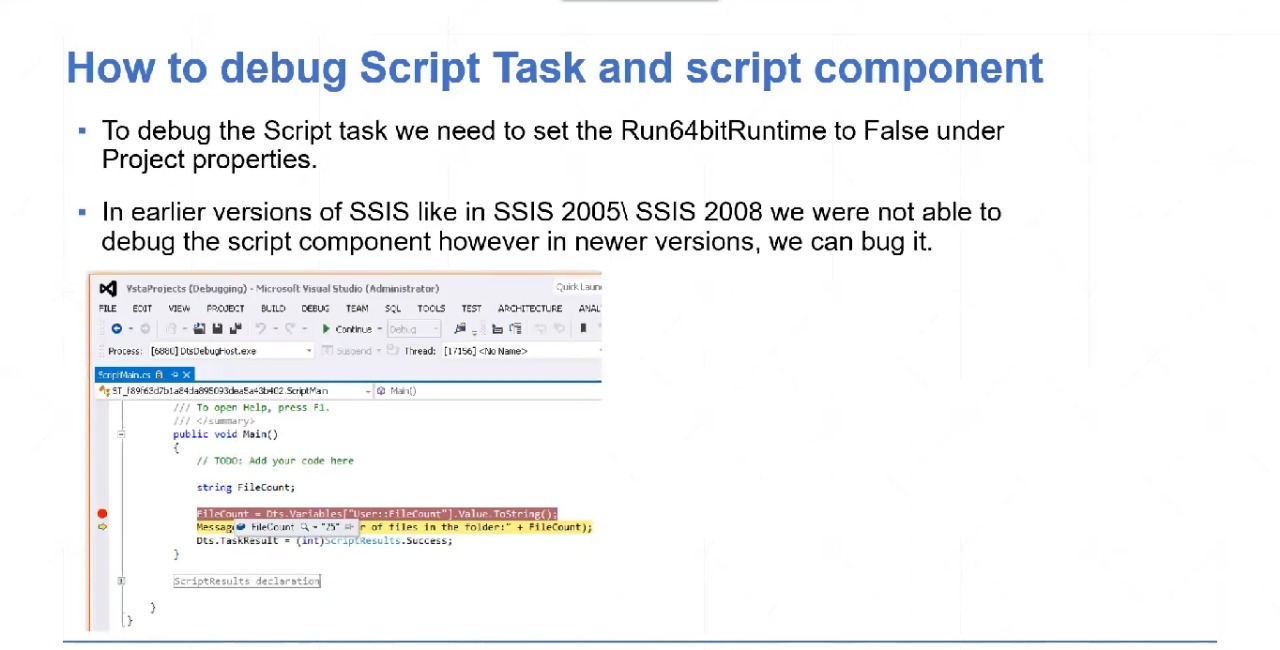 How to debug Script Task and script component
To debug the Script task we need to set the Run64bitRuntime to False under
Project properties.
In earlier versions of SSIS like in SSIS 2005\ SSIS 2008 we were not able to
debug the script component however in newer versions, we can bug it.
VstaProjects (Debugging) - Microsoft Visual Studio (Administrator) Quick Laun
FILE EDIT VIEW PROJECT BUILD DEBUG TEAM SQL TOOLS TEST ARCHITECTURE ANAL
Continue Debug
Process: [6880] DtsDebugHost.exe Suspend Thread: [17156] <No Name>
ScriptMain.cs
Main()
/// To open Help, press F1.
/// </summary>
public void Main()
{
// TODO: Add your code here
string FileCount;
FileCount = Dts.Variables["User::FileCount"].Value.ToString();
Messag FileCount "25" r of files in the folder:" + FileCount);
Dts.TaskResult = (int)ScriptResults.Success;
}
ScriptResults declaration
}
}